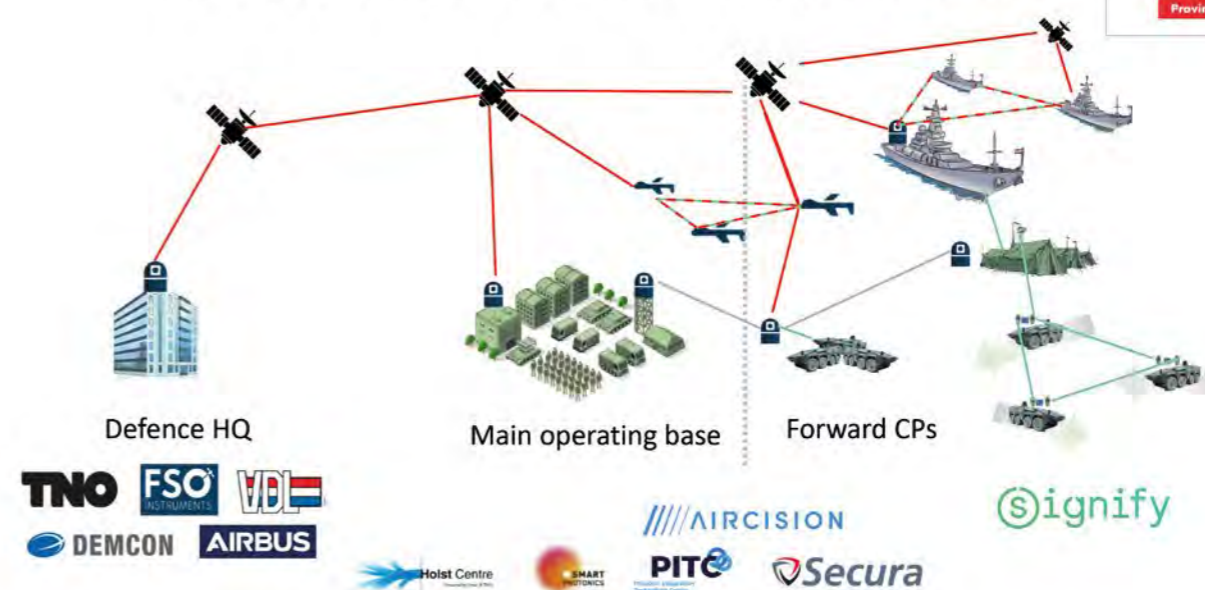 Defence HQ
Main operating base
Forward CPs
TNO
FSO
INSTRUMENTS
VDL
DEMCON
AIRBUS
AIRCISION
Signify
Holst Centre
SMART
PHOTONICS
PITC
Secura